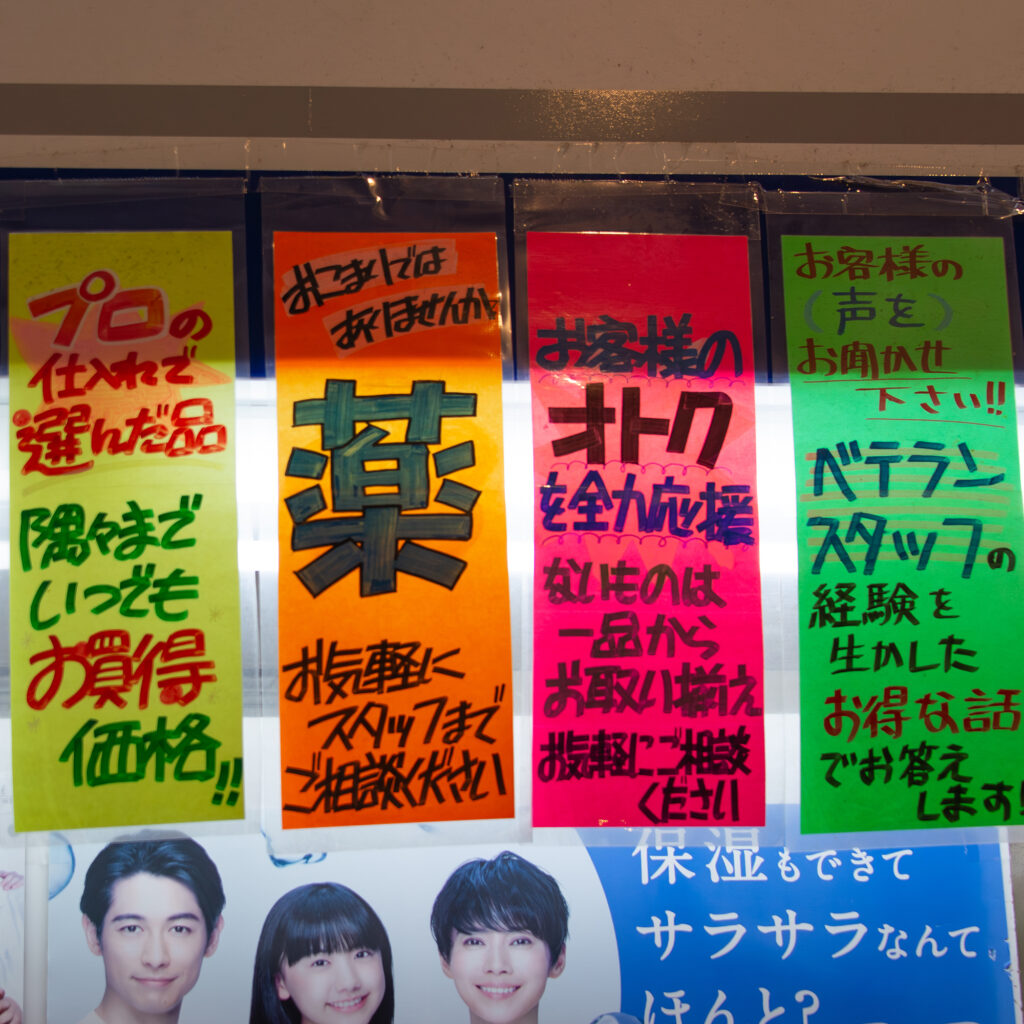 プロの
仕入れで
選んだ品
隅々まで
いつでも
お買得
価格!!
おこまりでは
ありませんか
薬
お気軽に
スタッフまで
ご相談ください
お客様の
オトク
を全力応援
ないものは
一品から
お取り揃え
お気軽にご相談
ください
お客様の
(声を)
お聞かせ
下さい!!
ベテラン
スタッフの
経験を
生かした
お得な話
でお答え
します!
保湿もできて
サラサラなんて
ほんと?